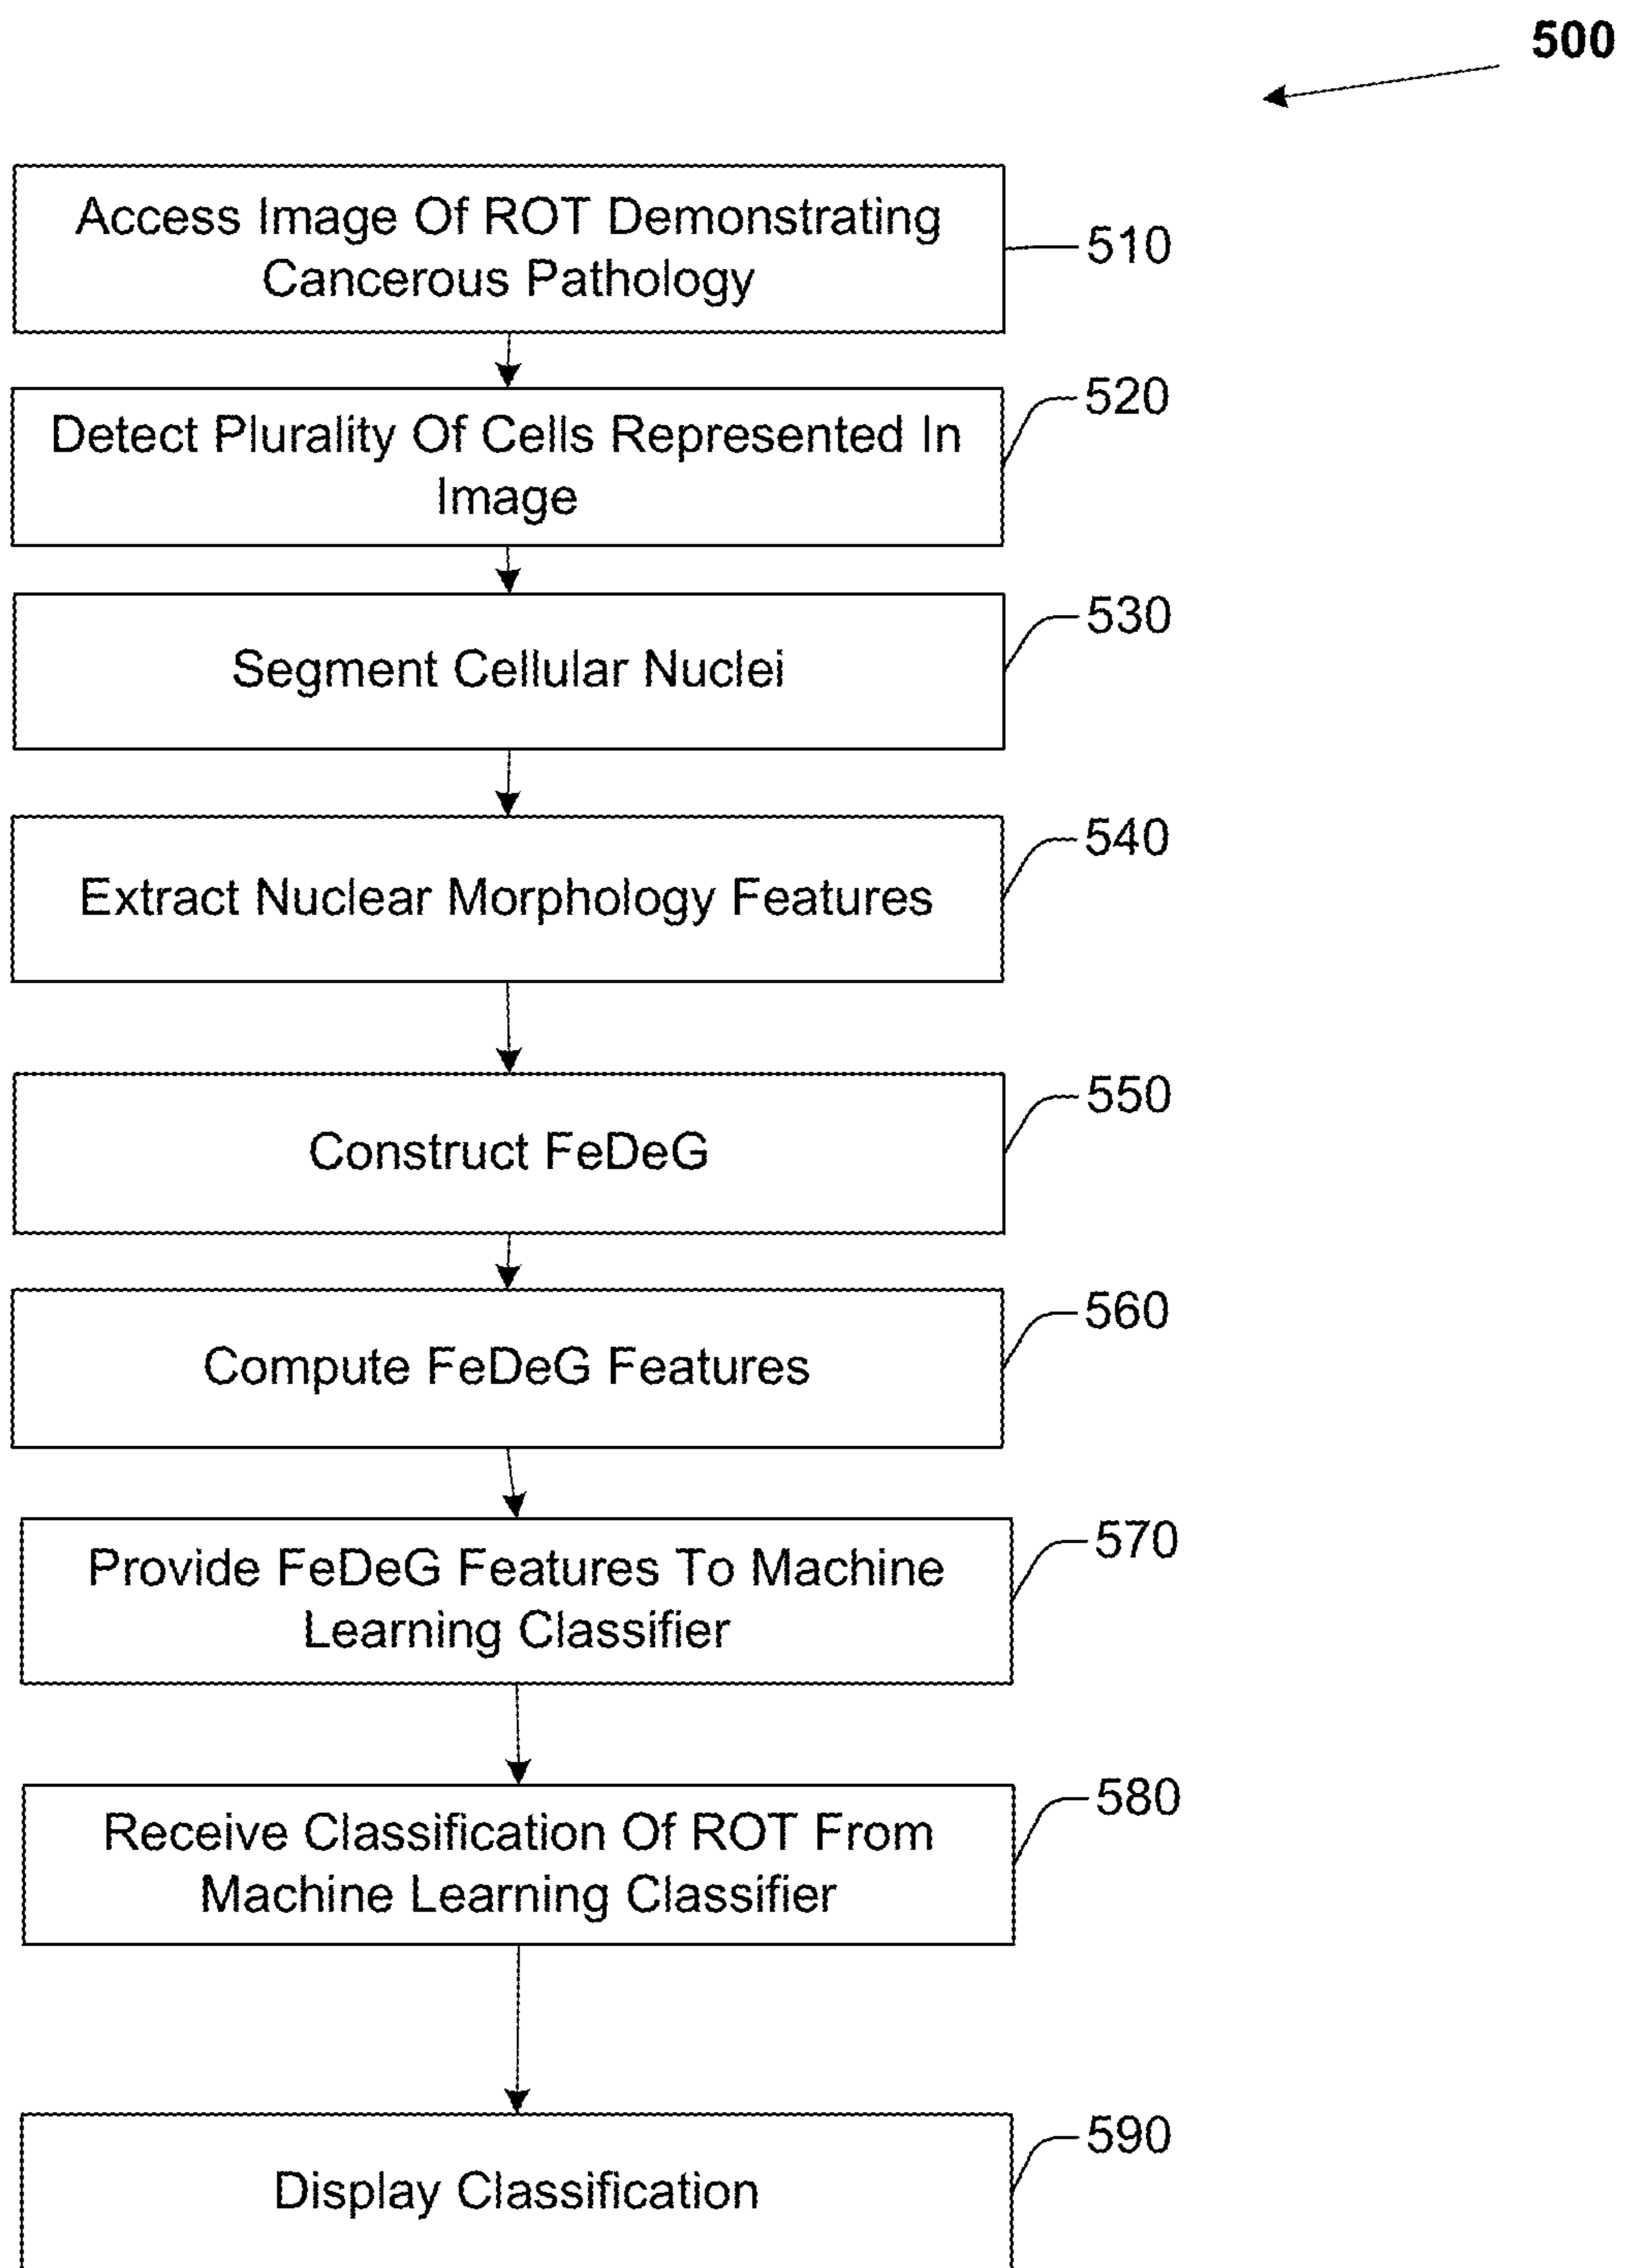 500
Access Image Of ROT Demonstrating
Cancerous Pathology
510
Detect Plurality Of Cells Represented In
Image
520
Segment Cellular Nuclei
530
Extract Nuclear Morphology Features
540
Construct FeDeG
550
Compute FeDeG Features
560
Provide FeDeG Features To Machine
Learning Classifier
570
Receive Classification Of ROT From
Machine Learning Classifier
580
Display Classification
590